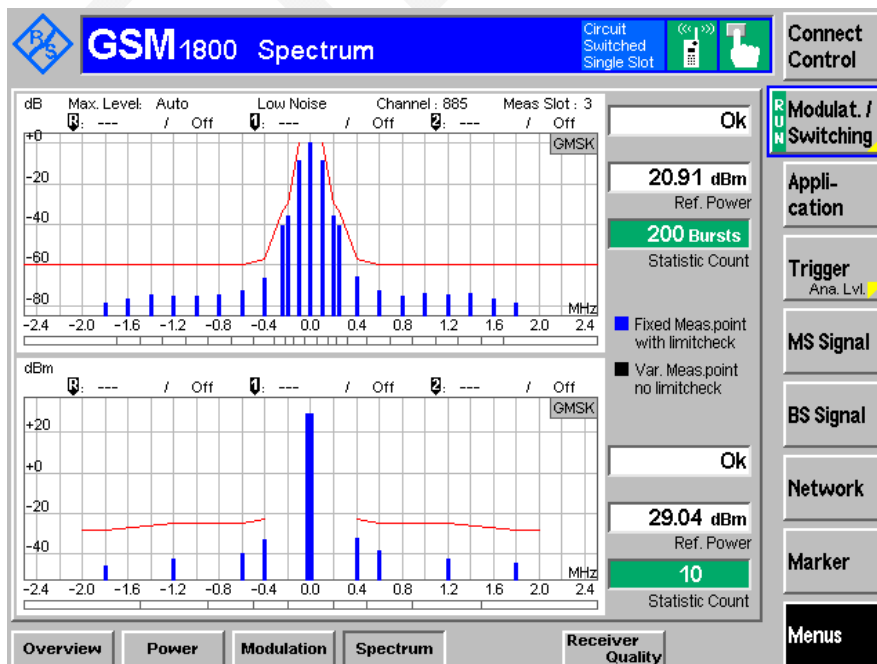 R/S
GSM 1800 Spectrum
Circuit
Switched
Single Slot
Connect
Control
dB Max. Level: Auto Low Noise Channel : 885 Meas Slot : 3
R: --- / Off 1: --- / Off 2: --- / Off
GMSK
+0
-20
-40
-60
-80
MHz
-2.4 -2.0 -1.6 -1.2 -0.8 -0.4 0.0 0.4 0.8 1.2 1.6 2.0 2.4
Ok
20.91 dBm
Ref. Power
200 Bursts
Statistic Count
Fixed Meas.point
with limitcheck
Var. Meas.point
no limitcheck
dBm
R: --- / Off 1: --- / Off 2: --- / Off
GMSK
+20
+0
-20
-40
MHz
-2.4 -2.0 -1.6 -1.2 -0.8 -0.4 0.0 0.4 0.8 1.2 1.6 2.0 2.4
Ok
29.04 dBm
Ref. Power
10
Statistic Count
RUN
Modulat. /
Switching
Appli-
cation
Trigger
Ana. Lvl.
MS Signal
BS Signal
Network
Marker
Menus
Overview Power Modulation Spectrum Receiver
Quality